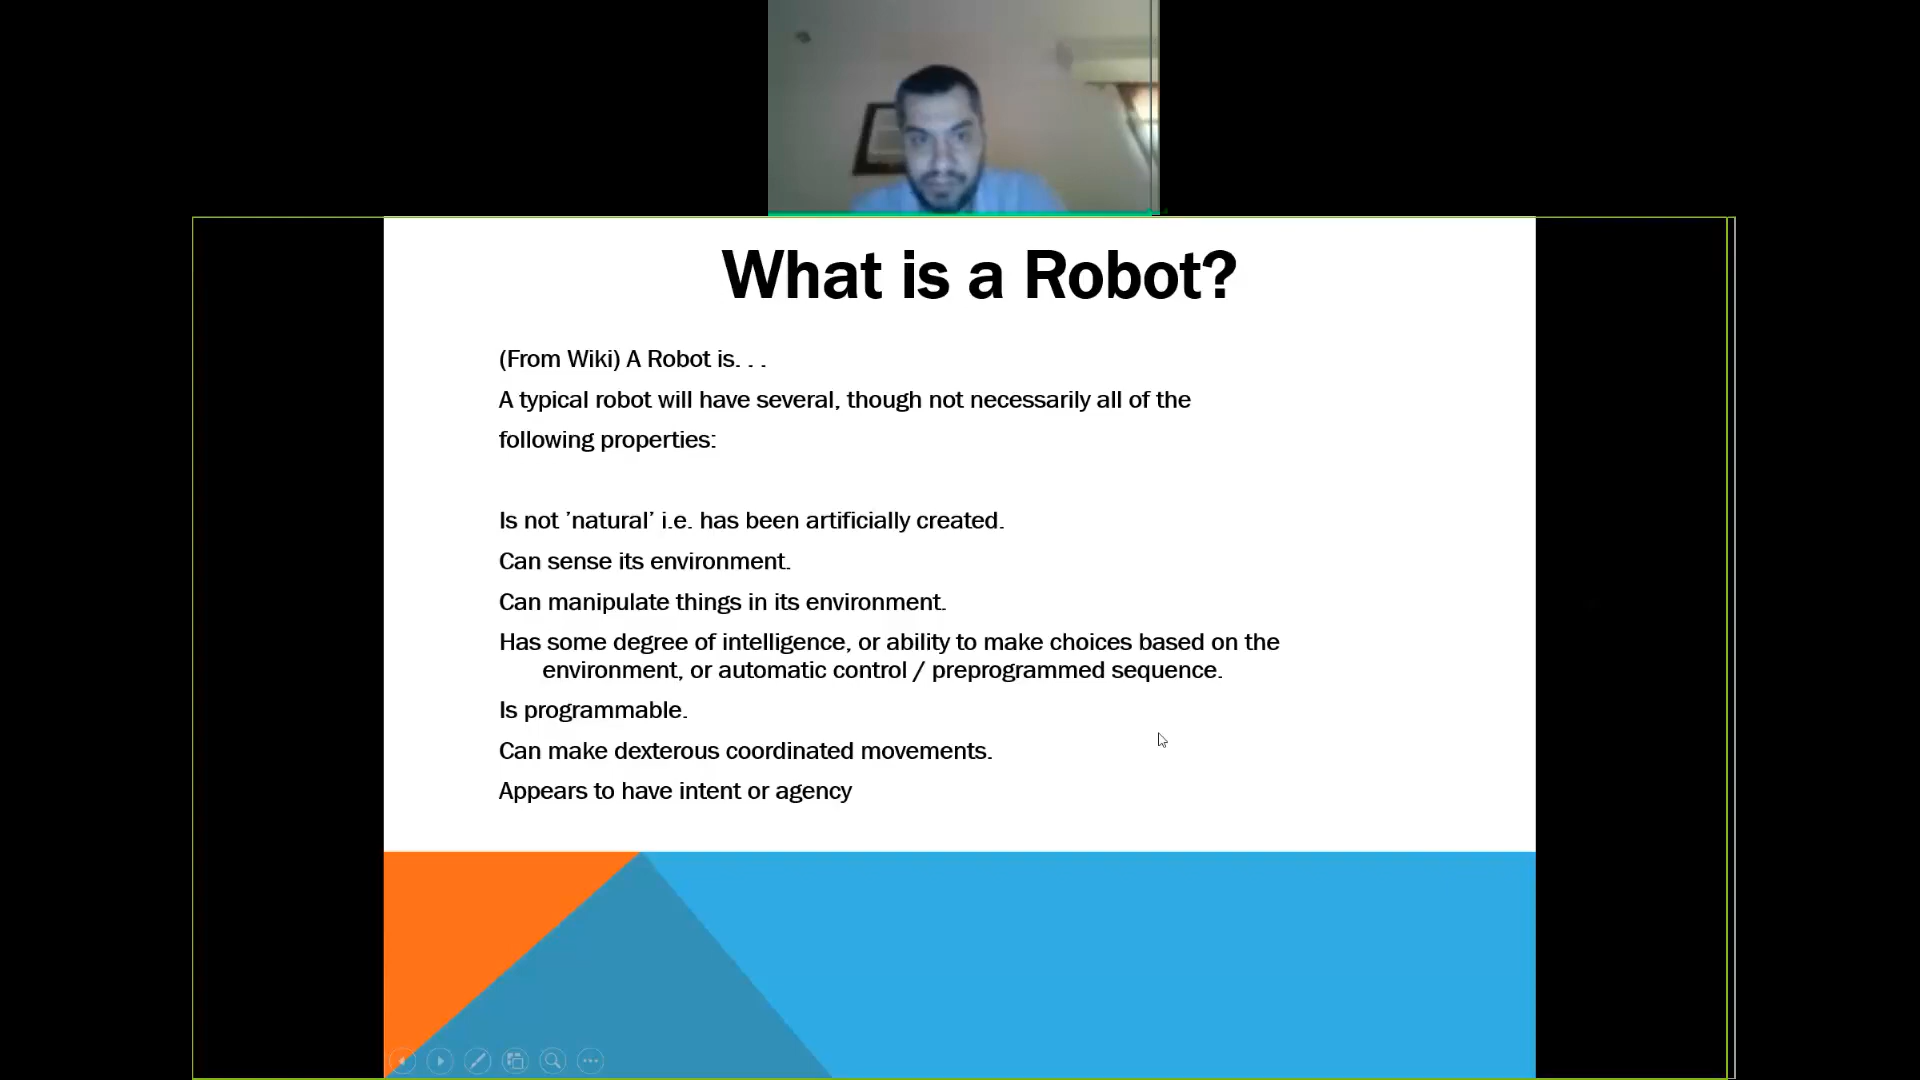 What is a Robot?
(From Wiki) A Robot is. . .
A typical robot will have several, though not necessarily all of the
following properties:
Is not ’natural’ i.e. has been artificially created.
Can sense its environment.
Can manipulate things in its environment.
Has some degree of intelligence, or ability to make choices based on the
environment, or automatic control / preprogrammed sequence.
Is programmable.
Can make dexterous coordinated movements.
Appears to have intent or agency